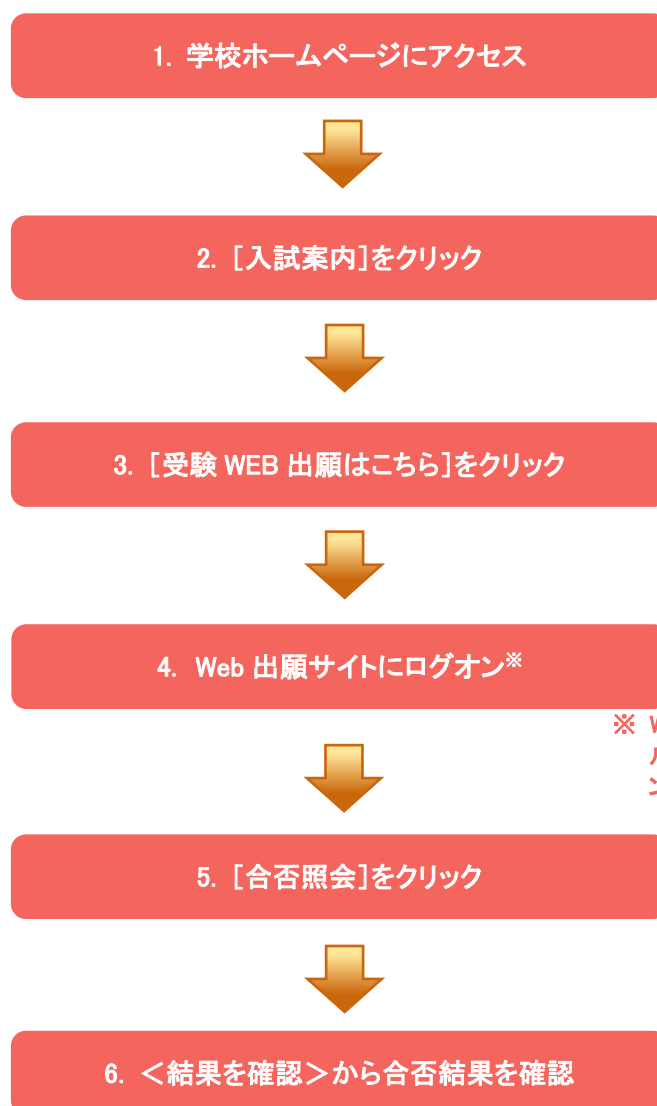 1. 学校ホームページにアクセス
2. [入試案内]をクリック
3. [受験 WEB 出願はこちら]をクリック
4. Web 出願サイトにログオン※
※
5. [合否照会]をクリック
6. ＜結果を確認＞から合否結果を確認